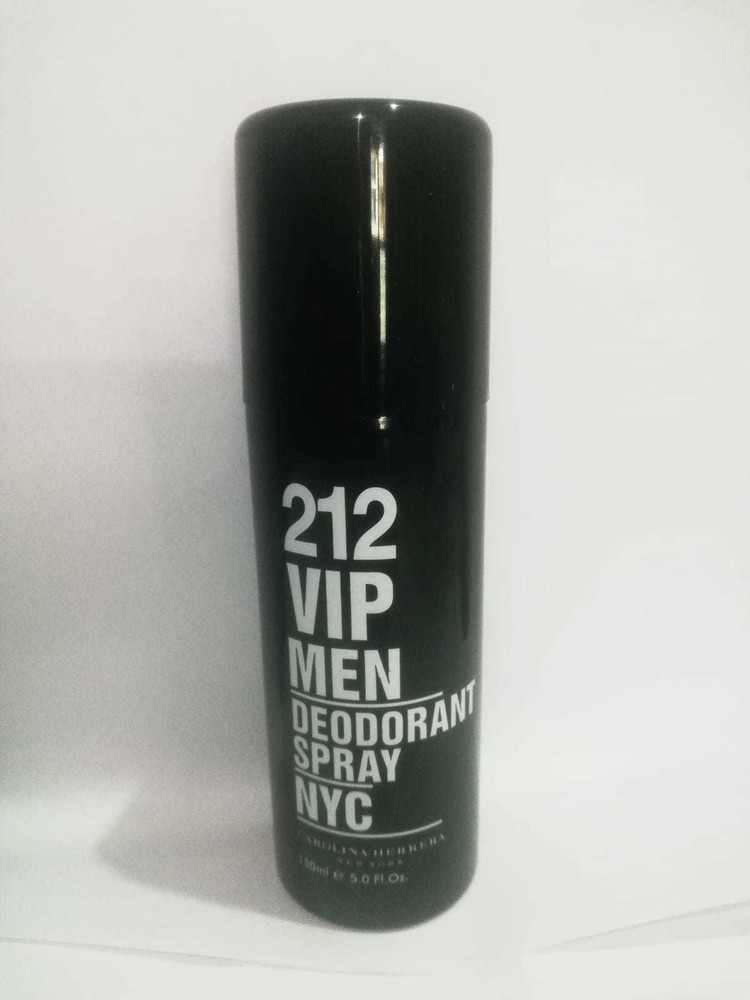 212
VIP
MEN
DEODORANT
SPRAY
NYC
CAROLINA HERRERA
NEW YORK
150ml ℮ 5.0 Fl.Oz.